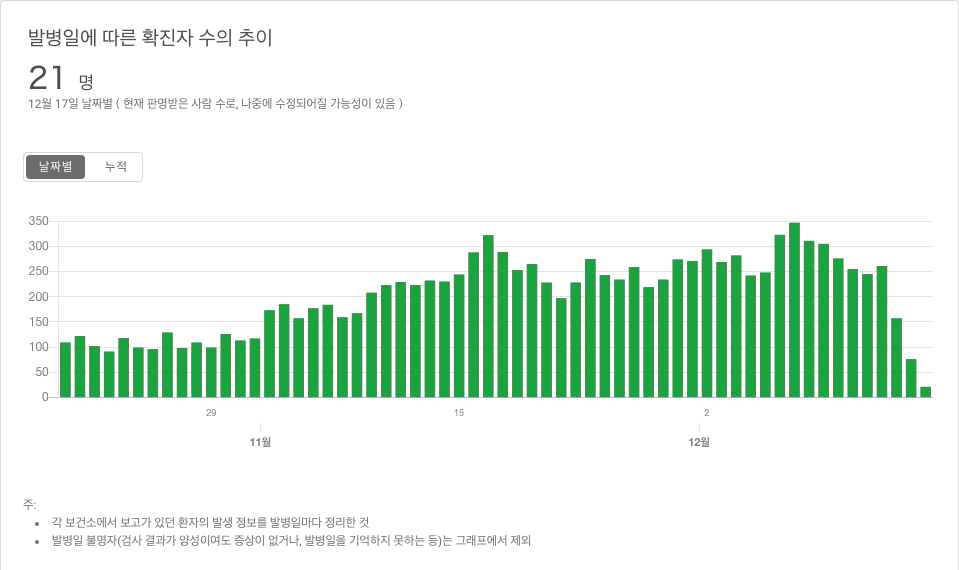 발병일에 따른 확진자 수의 추이
21 명
12월 17일 날짜별 ( 현재 판명받은 사람 수로, 나중에 수정되어질 가능성이 있음 )
날짜별 누적
350
300
250
200
150
100
50
0
29 15 2
11월 12월
주:
• 각 보건소에서 보고가 있던 환자의 발생 정보를 발병일마다 정리한 것
• 발병일 불명자(검사 결과가 양성이여도 증상이 없거나, 발병일을 기억하지 못하는 등)는 그래프에서 제외